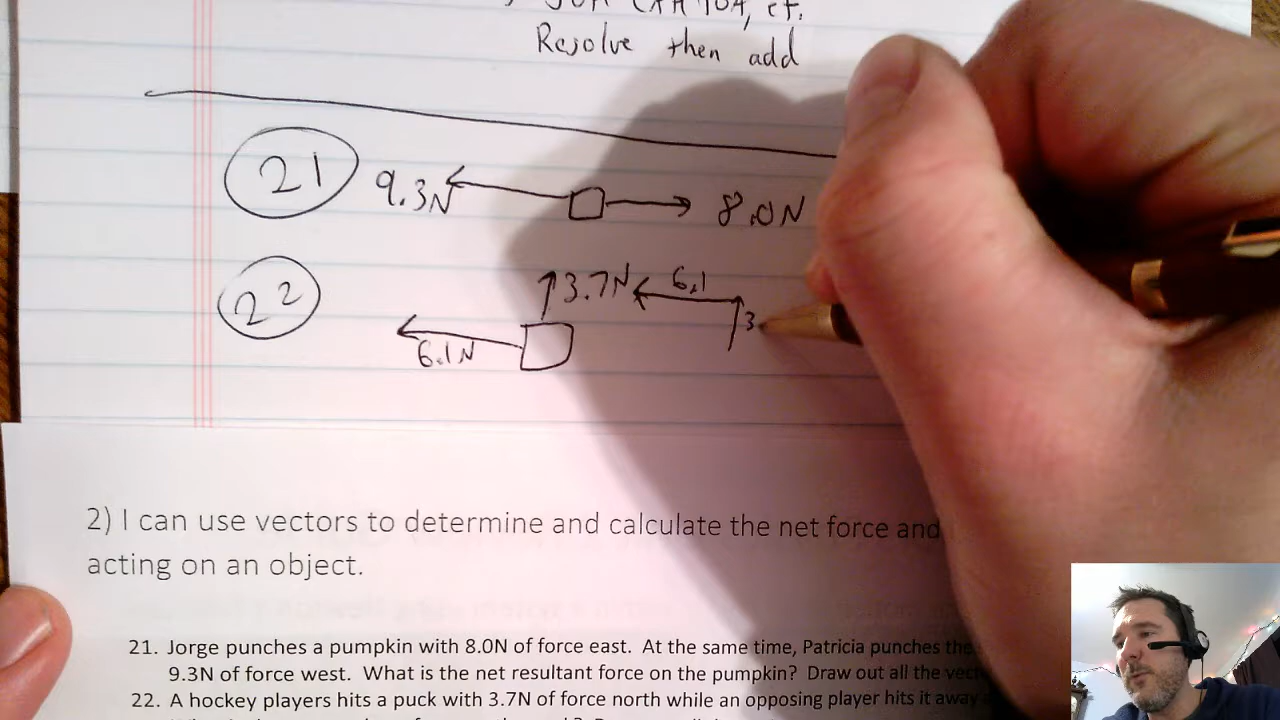 Resolve then add
21 9.3N 8.0N
22 3.7N 6.1 3
6.1N
2) I can use vectors to determine and calculate the net force and
acting on an object.
21. Jorge punches a pumpkin with 8.0N of force east. At the same time, Patricia punches the
9.3N of force west. What is the net resultant force on the pumpkin? Draw out all the
22. A hockey players hits a puck with 3.7N of force north while an opposing player hits it away